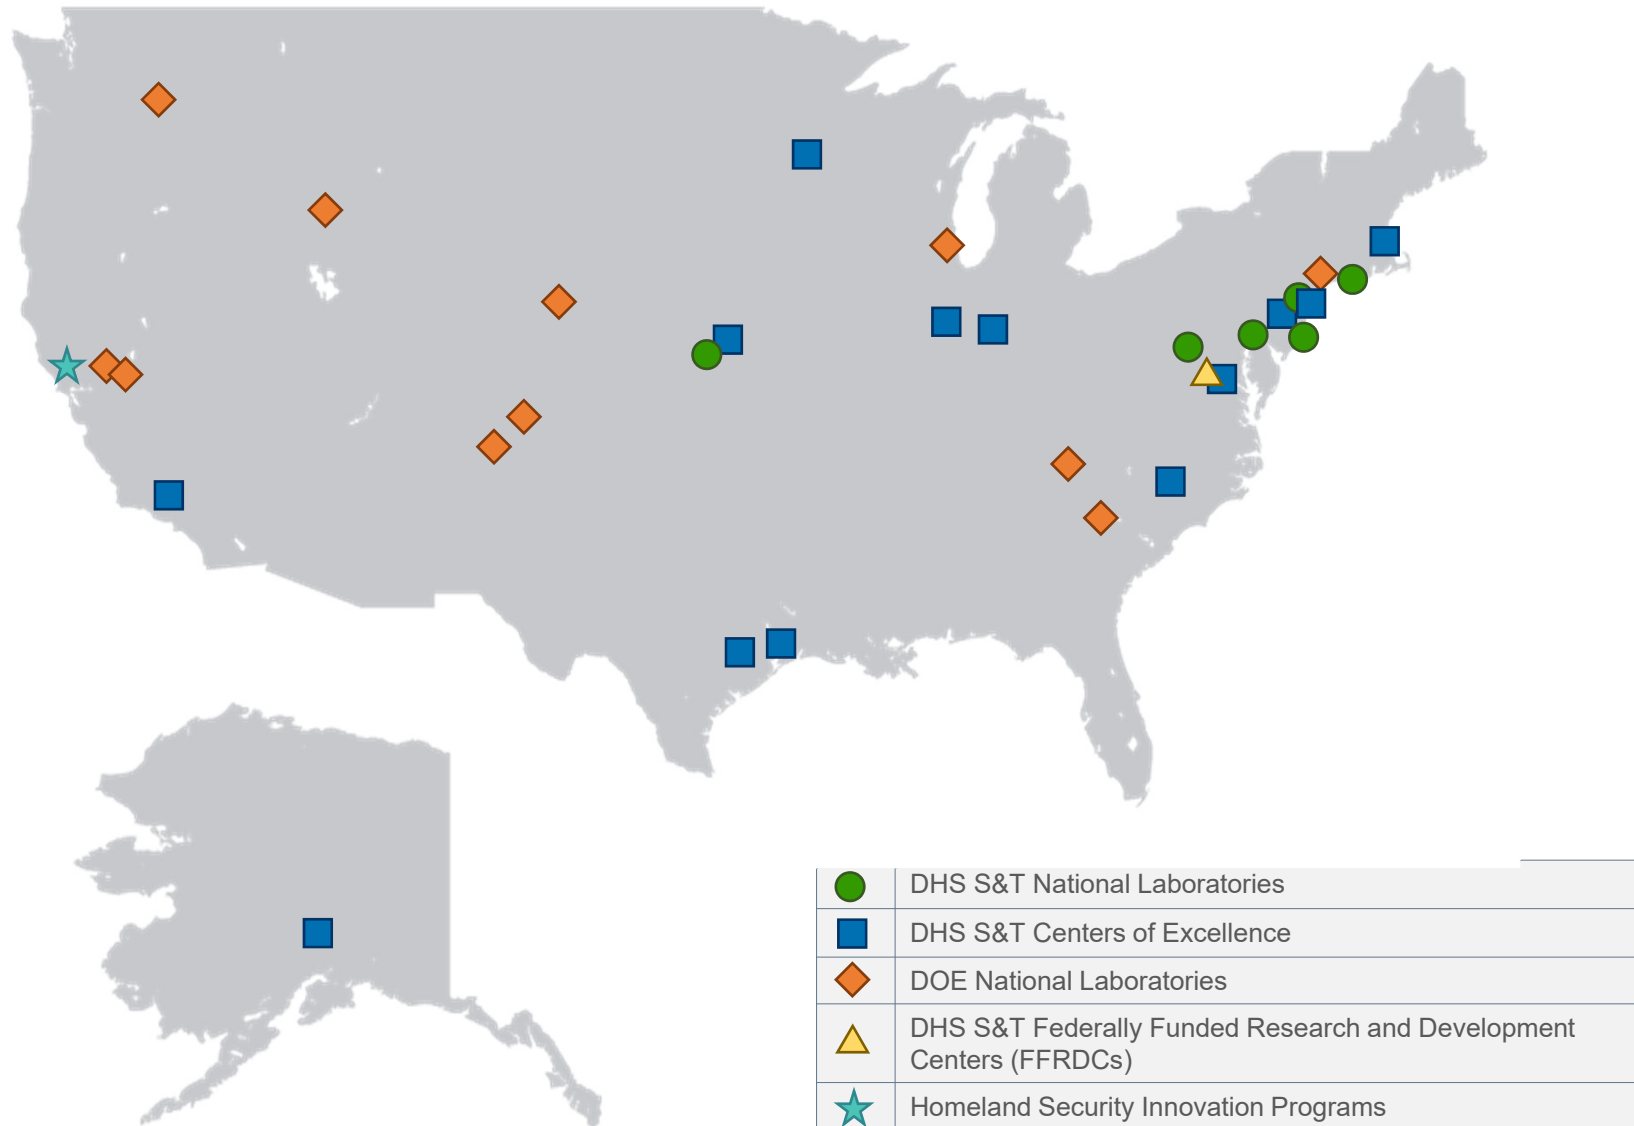 DHS S&T National Laboratories
DHS S&T Centers of Excellence
DOE National Laboratories
DHS S&T Federally Funded Research and Development
Centers (FFRDCs)
Homeland Security Innovation Programs